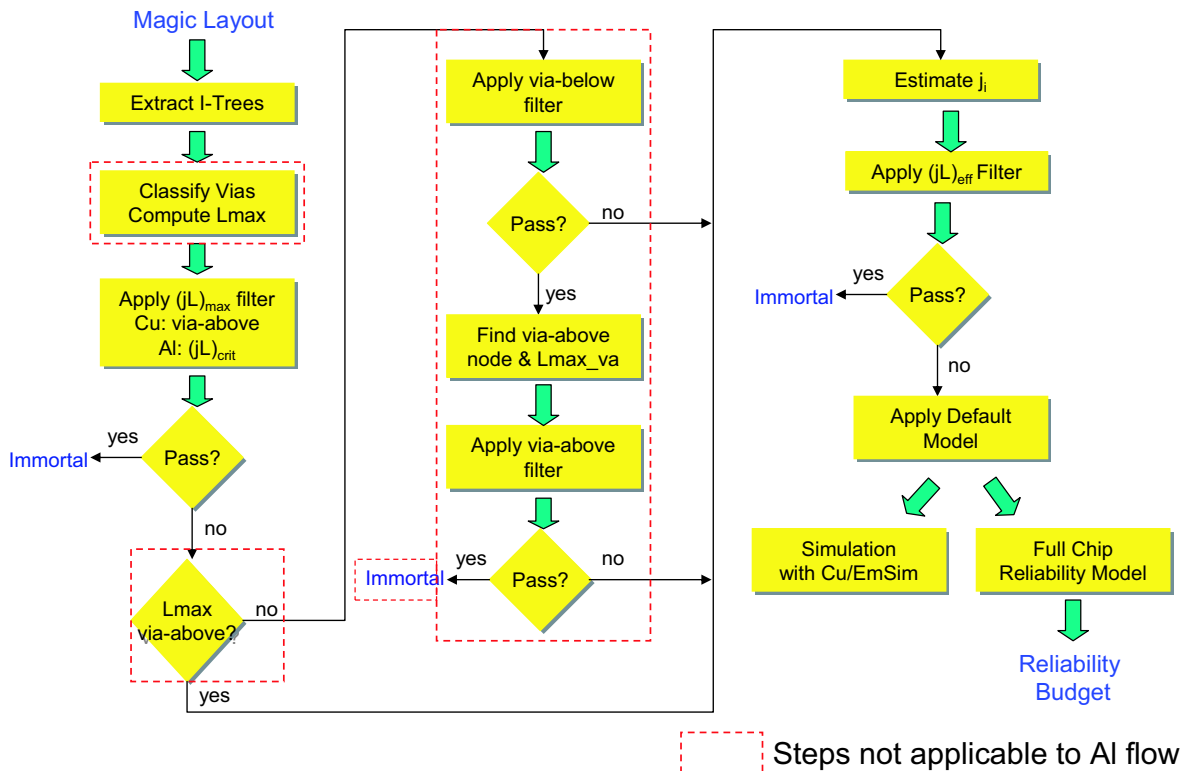 Magic Layout
Extract I-Trees
Classify Vias
Compute Lmax
Apply (jL)max filter
Cu: via-above
Al: (jL)crit
Pass?
yes
Immortal
no
Lmax
via-above?
no
yes
Apply via-below
filter
Pass?
no
yes
Find via-above
node & Lmax_va
Apply via-above
filter
Pass?
yes
Immortal
no
Estimate ji
Apply (jL)eff Filter
Pass?
yes
Immortal
no
Apply Default
Model
Simulation
with Cu/EmSim
Full Chip
Reliability Model
Reliability
Budget
Steps not applicable to Al flow